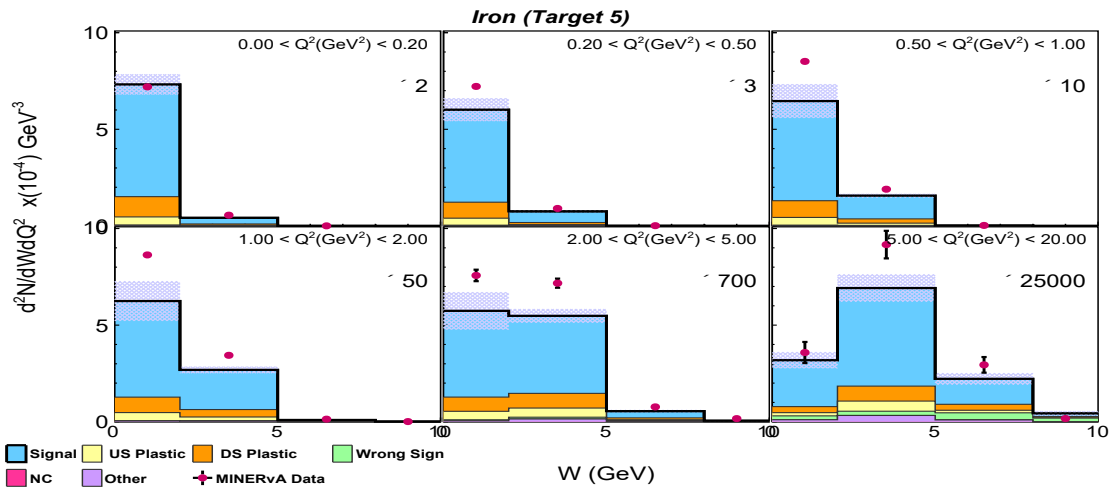 Iron (Target 5)
d²N/dWdQ² x(10⁻⁴) GeV⁻³
10
0.00 < Q²(GeV²) < 0.20
0.20 < Q²(GeV²) < 0.50
0.50 < Q²(GeV²) < 1.00
´ 2
´ 3
´ 10
5
0
10
1.00 < Q²(GeV²) < 2.00
2.00 < Q²(GeV²) < 5.00
5.00 < Q²(GeV²) < 20.00
´ 50
´ 700
´ 25000
5
0
0 5 10
0 5 10
0 5 10
W (GeV)
Signal US Plastic DS Plastic Wrong Sign
NC Other MINERvA Data